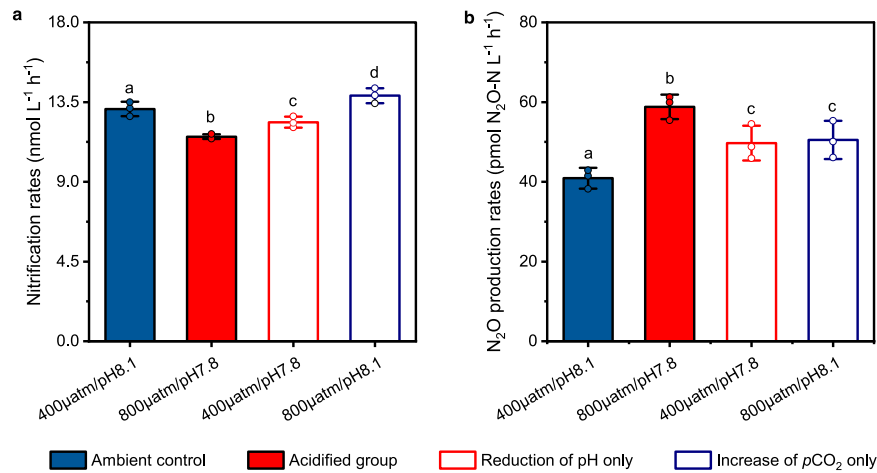 a
Nitrification rates (nmol L⁻¹ h⁻¹)
18.0
13.5
9.0
4.5
0.0
a
b
c
d
400μatm/pH8.1
800μatm/pH7.8
400μatm/pH7.8
800μatm/pH8.1
b
N₂O production rates (pmol N₂O-N L⁻¹ h⁻¹)
80
60
40
20
0
a
b
c
c
400μatm/pH8.1
800μatm/pH7.8
400μatm/pH7.8
800μatm/pH8.1
Ambient control
Acidified group
Reduction of pH only
Increase of pCO₂ only